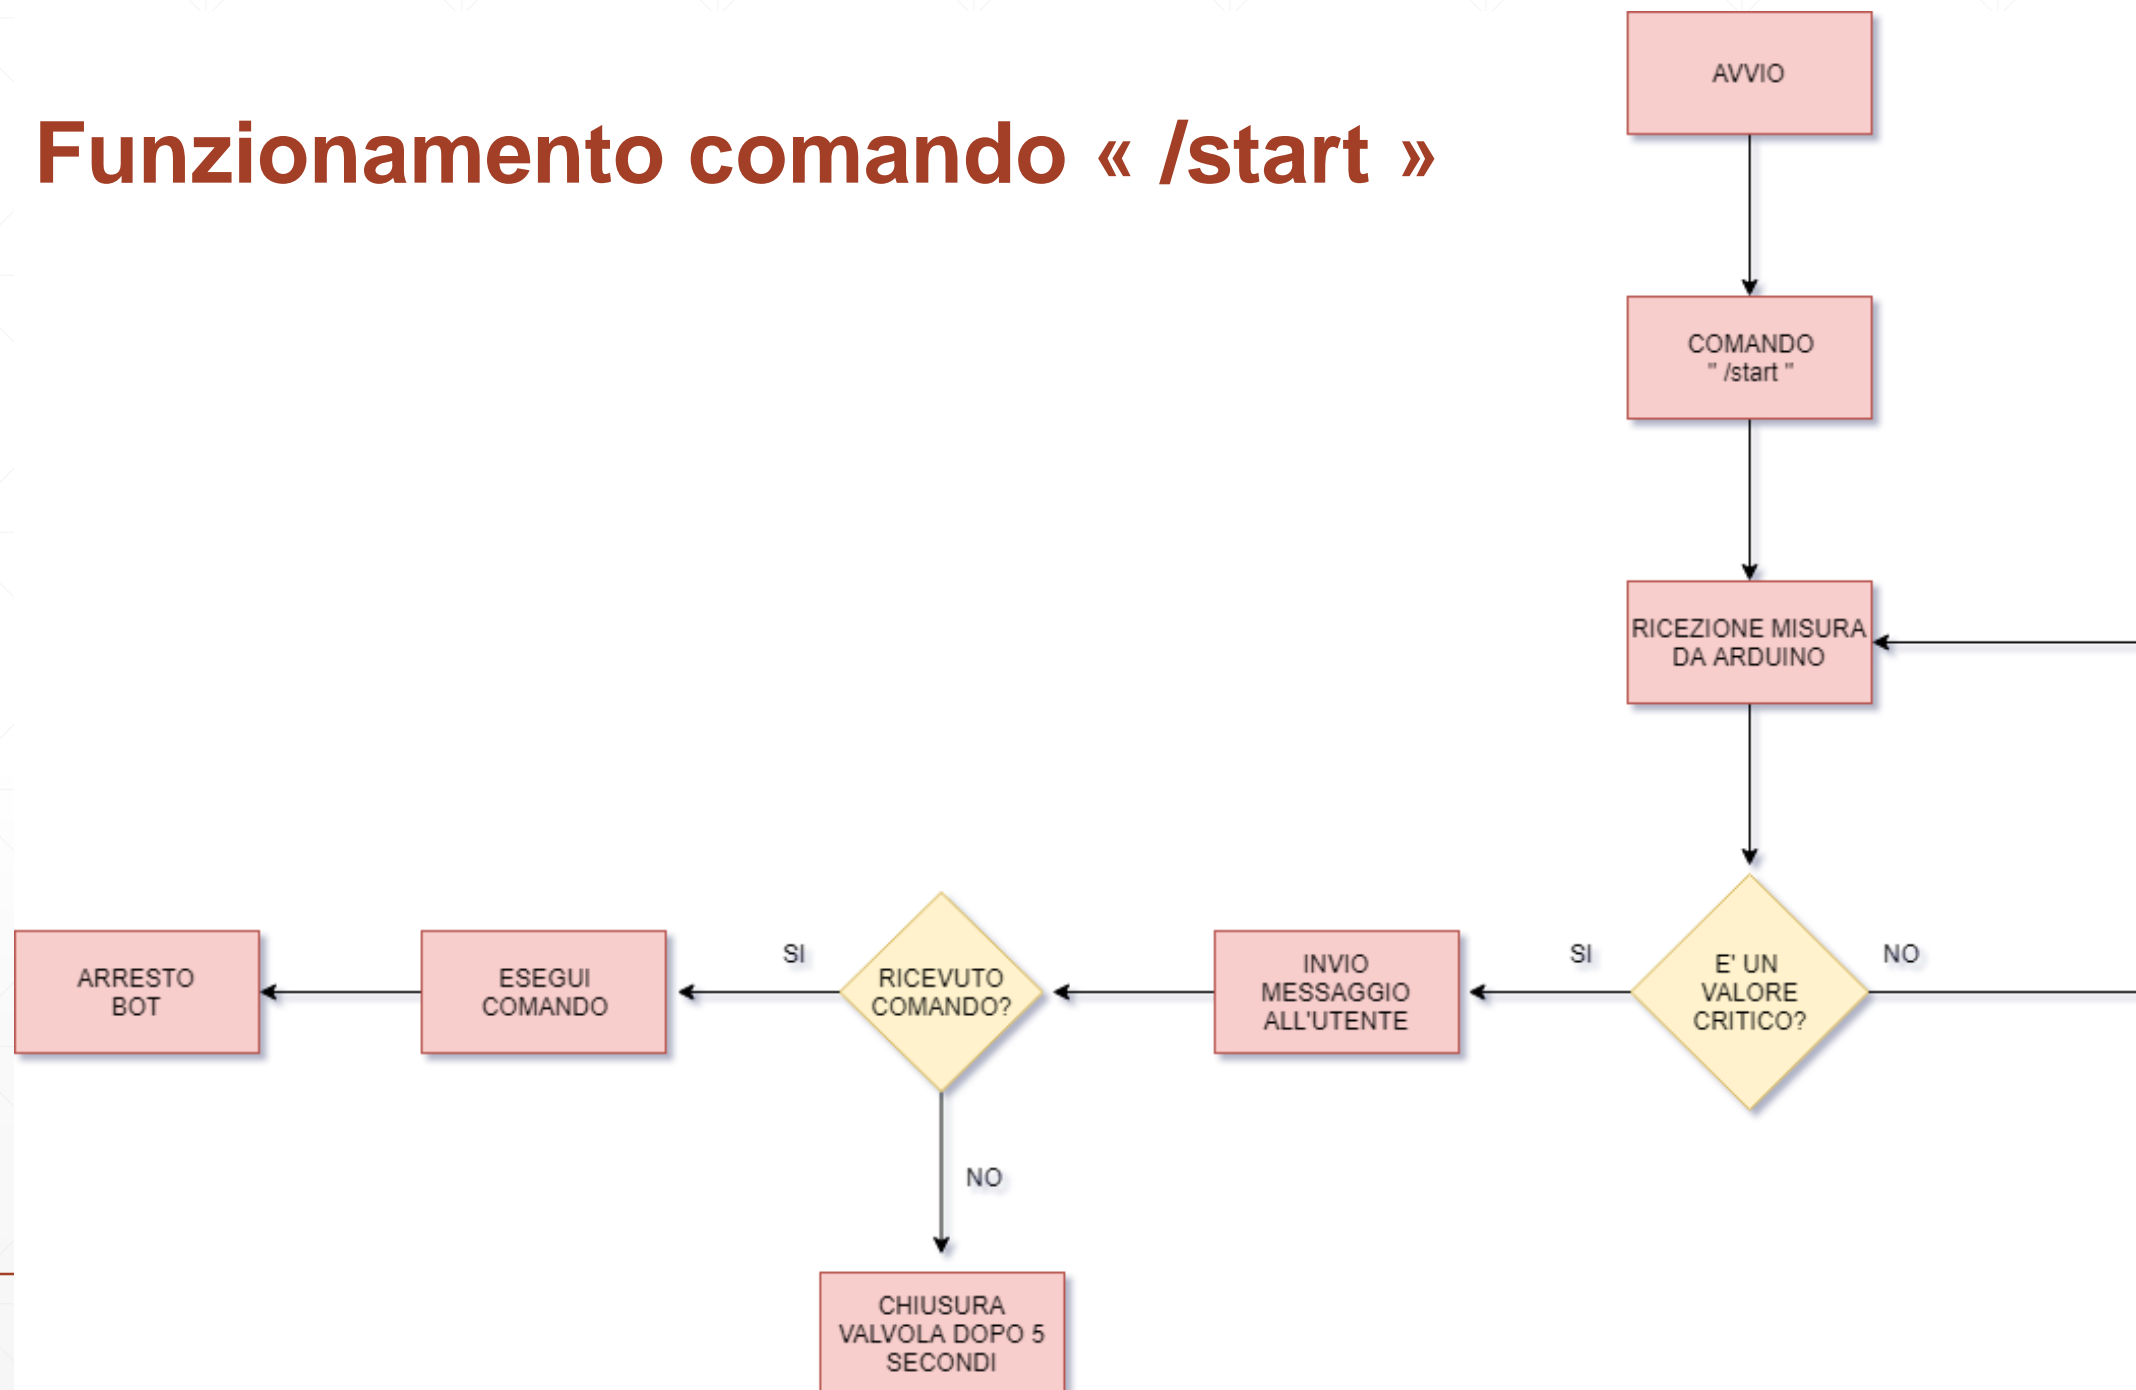 Funzionamento comando « /start »
AVVIO
COMANDO
" /start "
RICEZIONE MISURA
DA ARDUINO
E' UN
VALORE
CRITICO?
NO
SI
INVIO
MESSAGGIO
ALL'UTENTE
RICEVUTO
COMANDO?
SI
ESEGUI
COMANDO
ARRESTO
BOT
NO
CHIUSURA
VALVOLA DOPO 5
SECONDI